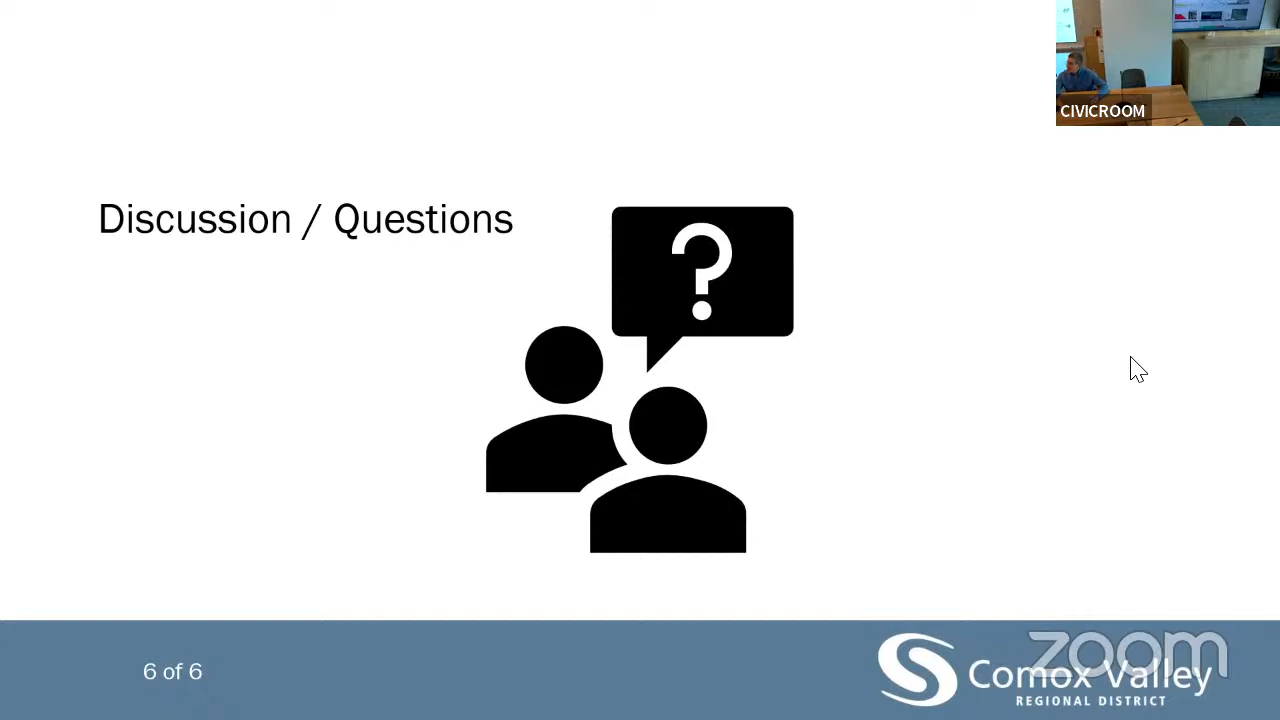 CIVICROOM
Discussion / Questions
?
6 of 6
zoom
Comox Valley
REGIONAL DISTRICT